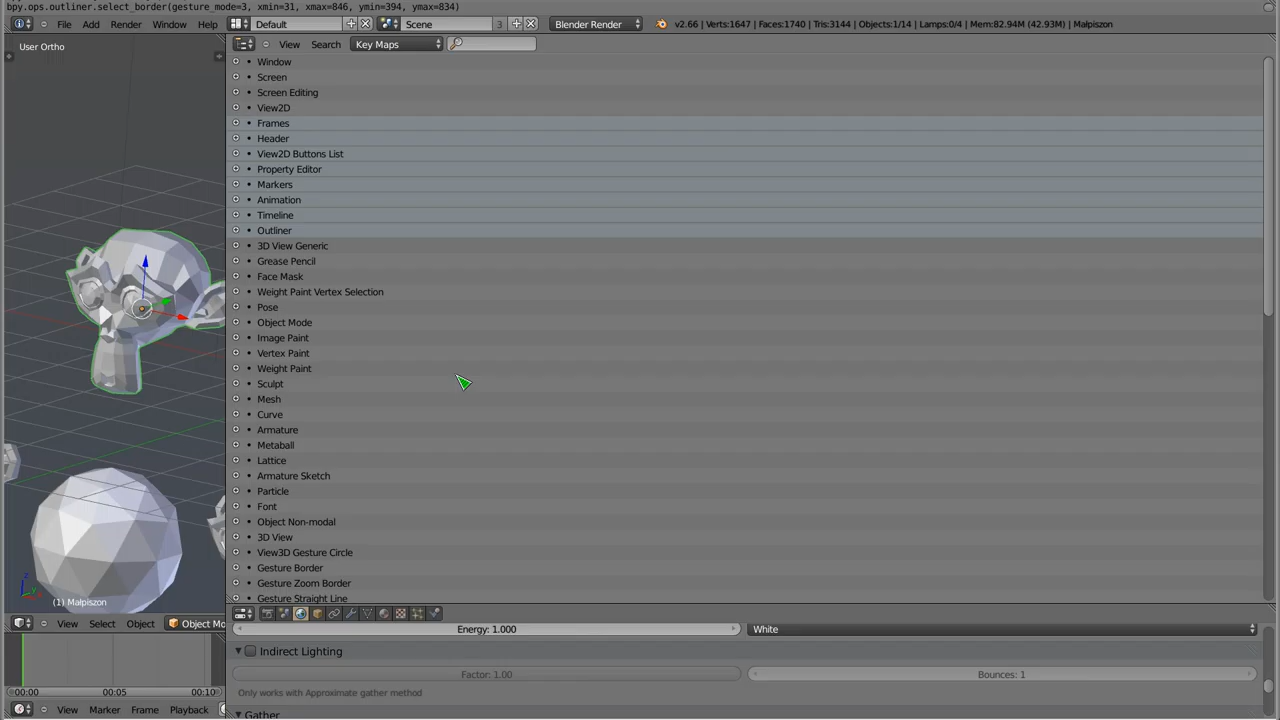 bpy.ops.outliner.select_border(gesture_mode=3, xmin=31, xmax=846, ymin=394, ymax=834)
File Add Render Window Help Default Scene 3 Blender Render v2.66 | Verts:1647 | Faces:1740 | Tris:3144 | Objects:1/14 | Lamps:0/4 | Mem:82.94M (42.93M) | Małpiszon
User Ortho
View Search Key Maps
Window
Screen
Screen Editing
View2D
Frames
Header
View2D Buttons List
Property Editor
Markers
Animation
Timeline
Outliner
3D View Generic
Grease Pencil
Face Mask
Weight Paint Vertex Selection
Pose
Object Mode
Image Paint
Vertex Paint
Weight Paint
Sculpt
Mesh
Curve
Armature
Metaball
Lattice
Armature Sketch
Particle
Font
Object Non-modal
3D View
View3D Gesture Circle
Gesture Border
Gesture Zoom Border
Gesture Straight Line
(1) Małpiszon
View Select Object Object Mo
Energy: 1.000 White
Indirect Lighting
Factor: 1.00 Bounces: 1
Only works with Approximate gather method
Gather
00:00 00:05 00:10
View Marker Frame Playback